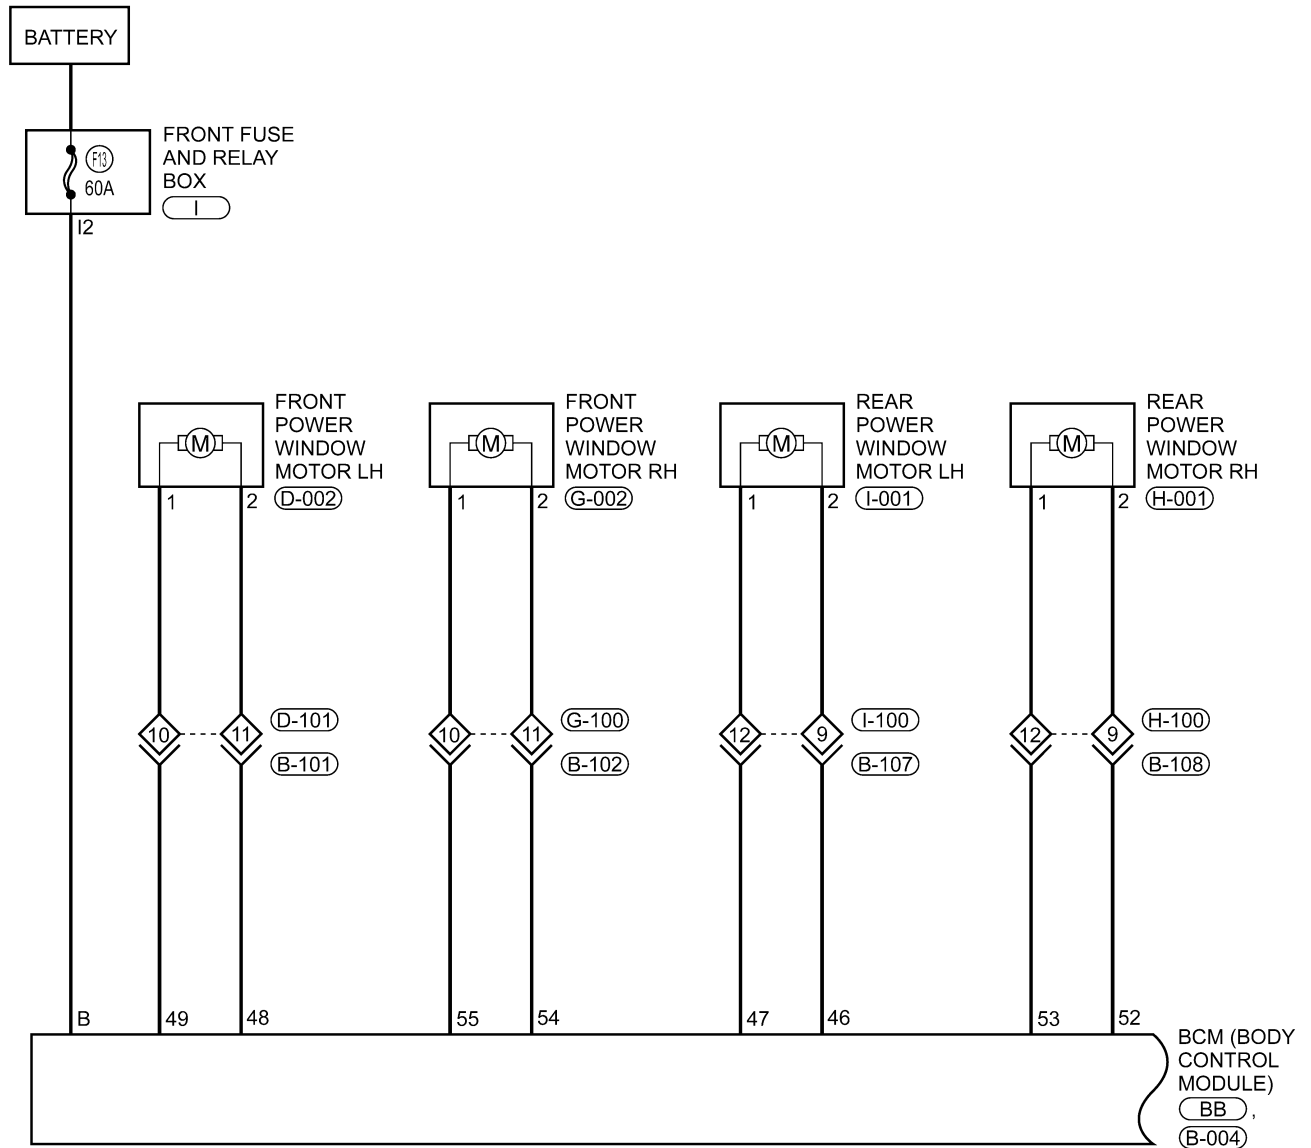 BATTERY
FRONT FUSE
AND RELAY
BOX
I
F13
60A
I2
FRONT
POWER
WINDOW
MOTOR LH
D-002
M
1
2
FRONT
POWER
WINDOW
MOTOR RH
G-002
M
1
2
REAR
POWER
WINDOW
MOTOR LH
I-001
M
1
2
REAR
POWER
WINDOW
MOTOR RH
H-001
M
1
2
10
11
D-101
B-101
10
11
G-100
B-102
12
9
I-100
B-107
12
9
H-100
B-108
B
49
48
55
54
47
46
53
52
BCM (BODY
CONTROL
MODULE)
BB ,
B-004